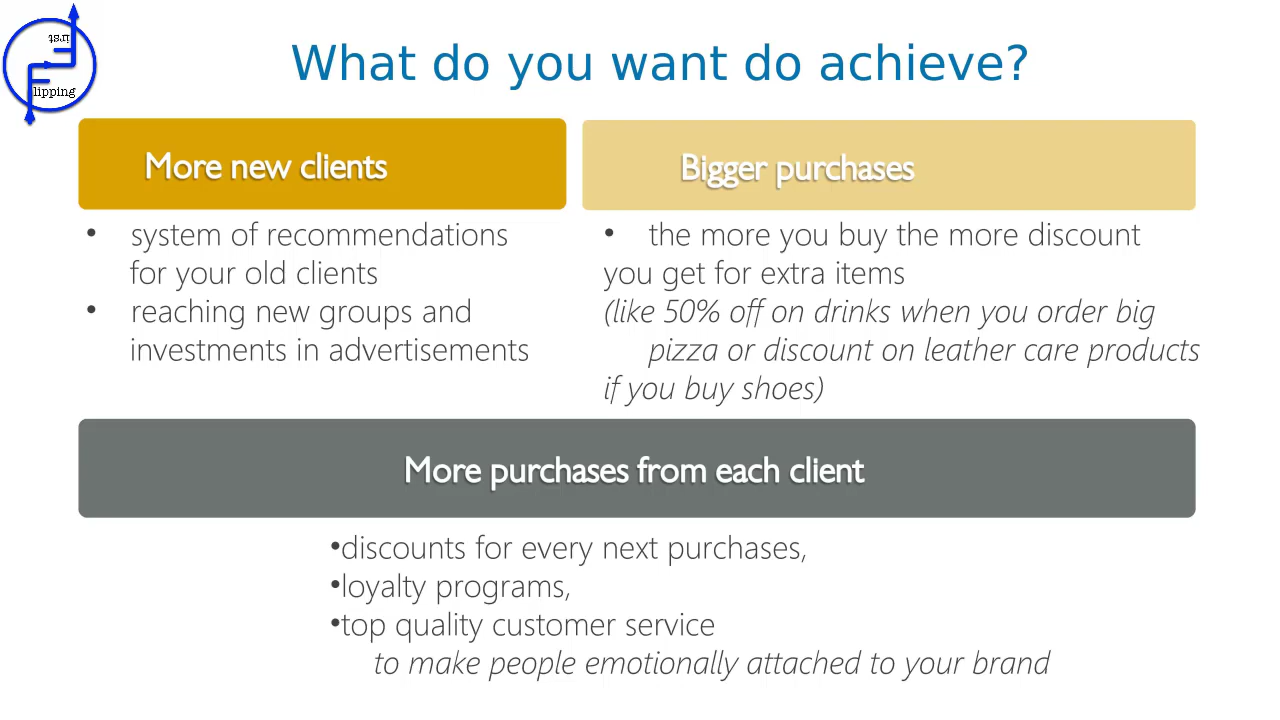 First
Flipping
What do you want do achieve?
More new clients
• system of recommendations
for your old clients
• reaching new groups and
investments in advertisements
Bigger purchases
• the more you buy the more discount
you get for extra items
(like 50% off on drinks when you order big
pizza or discount on leather care products
if you buy shoes)
More purchases from each client
•discounts for every next purchases,
•loyalty programs,
•top quality customer service
to make people emotionally attached to your brand